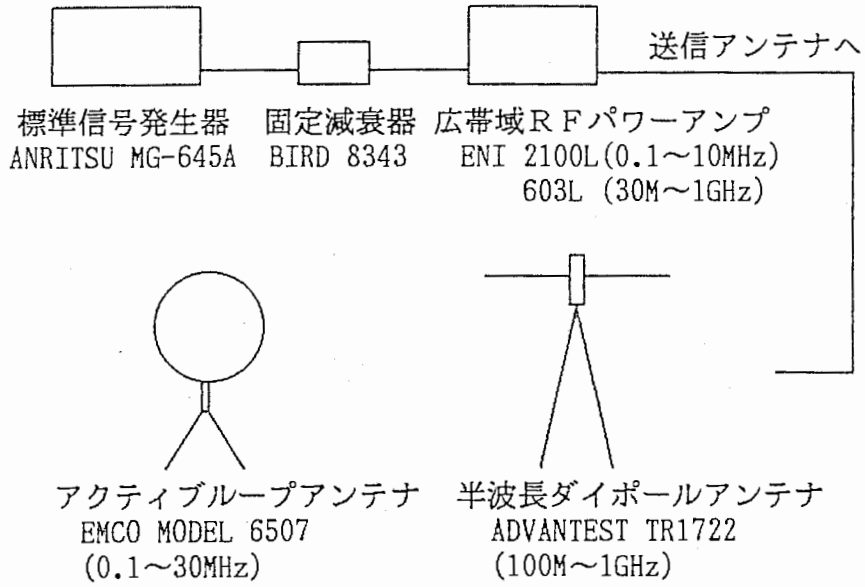 送信アンテナへ
標準信号発生器
ANRITSU MG-645A
固定減衰器
BIRD 8343
広帯域RFパワーアンプ
ENI 2100L(0.1～10MHz)
603L (30M～1GHz)
アクティブループアンテナ
EMCO MODEL 6507
(0.1～30MHz)
半波長ダイポールアンテナ
ADVANTEST TR1722
(100M～1GHz)